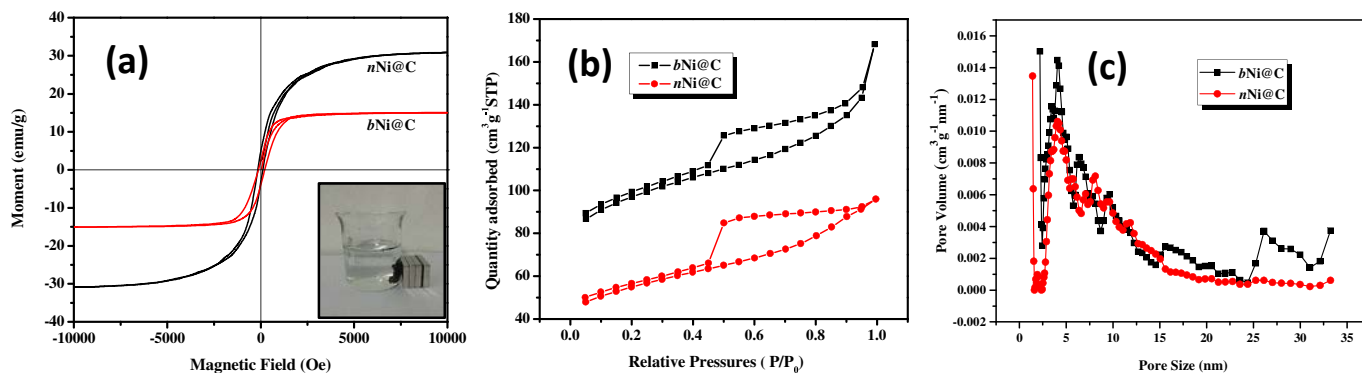 (a)
40
30
20
10
0
-10
-20
-30
-40
Moment (emu/g)
nNi@C
bNi@C
-10000 -5000 0 5000 10000
Magnetic Field (Oe)
(b)
180
160
140
120
100
80
60
40
Quantity adsorbed (cm³ g⁻¹STP)
bNi@C
nNi@C
0.0 0.2 0.4 0.6 0.8 1.0
Relative Pressures ( P/P₀)
(c)
0.016
0.014
0.012
0.010
0.008
0.006
0.004
0.002
0.000
-0.002
Pore Volume (cm³ g⁻¹ nm⁻¹)
bNi@C
nNi@C
0 5 10 15 20 25 30 35
Pore Size (nm)